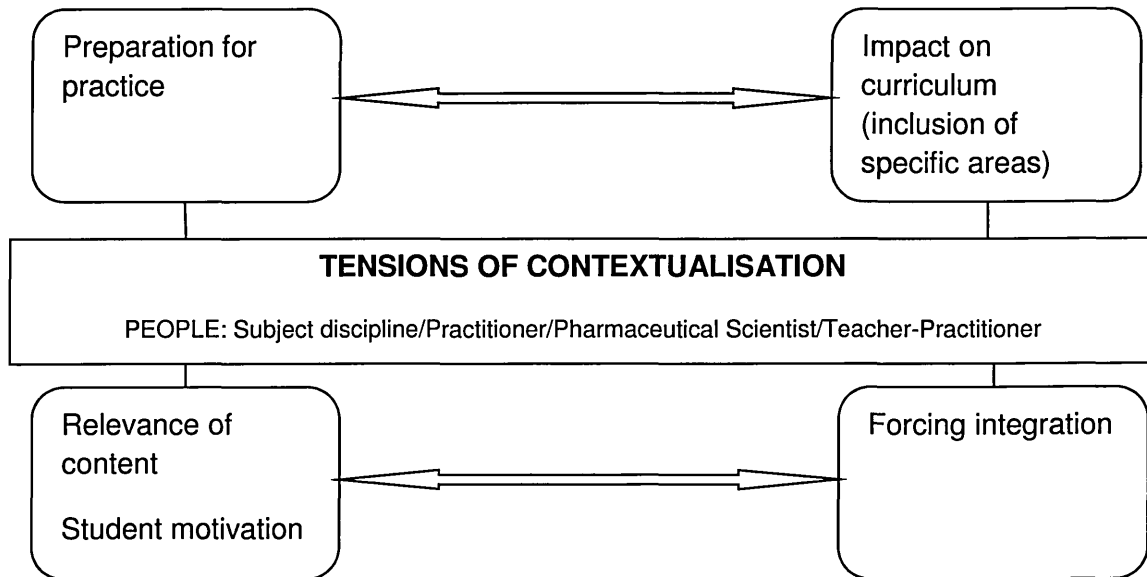 Preparation for
practice
Impact on
curriculum
(inclusion of
specific areas)
TENSIONS OF CONTEXTUALISATION
PEOPLE: Subject discipline/Practitioner/Pharmaceutical Scientist/Teacher-Practitioner
Relevance of
content
Student motivation
Forcing integration